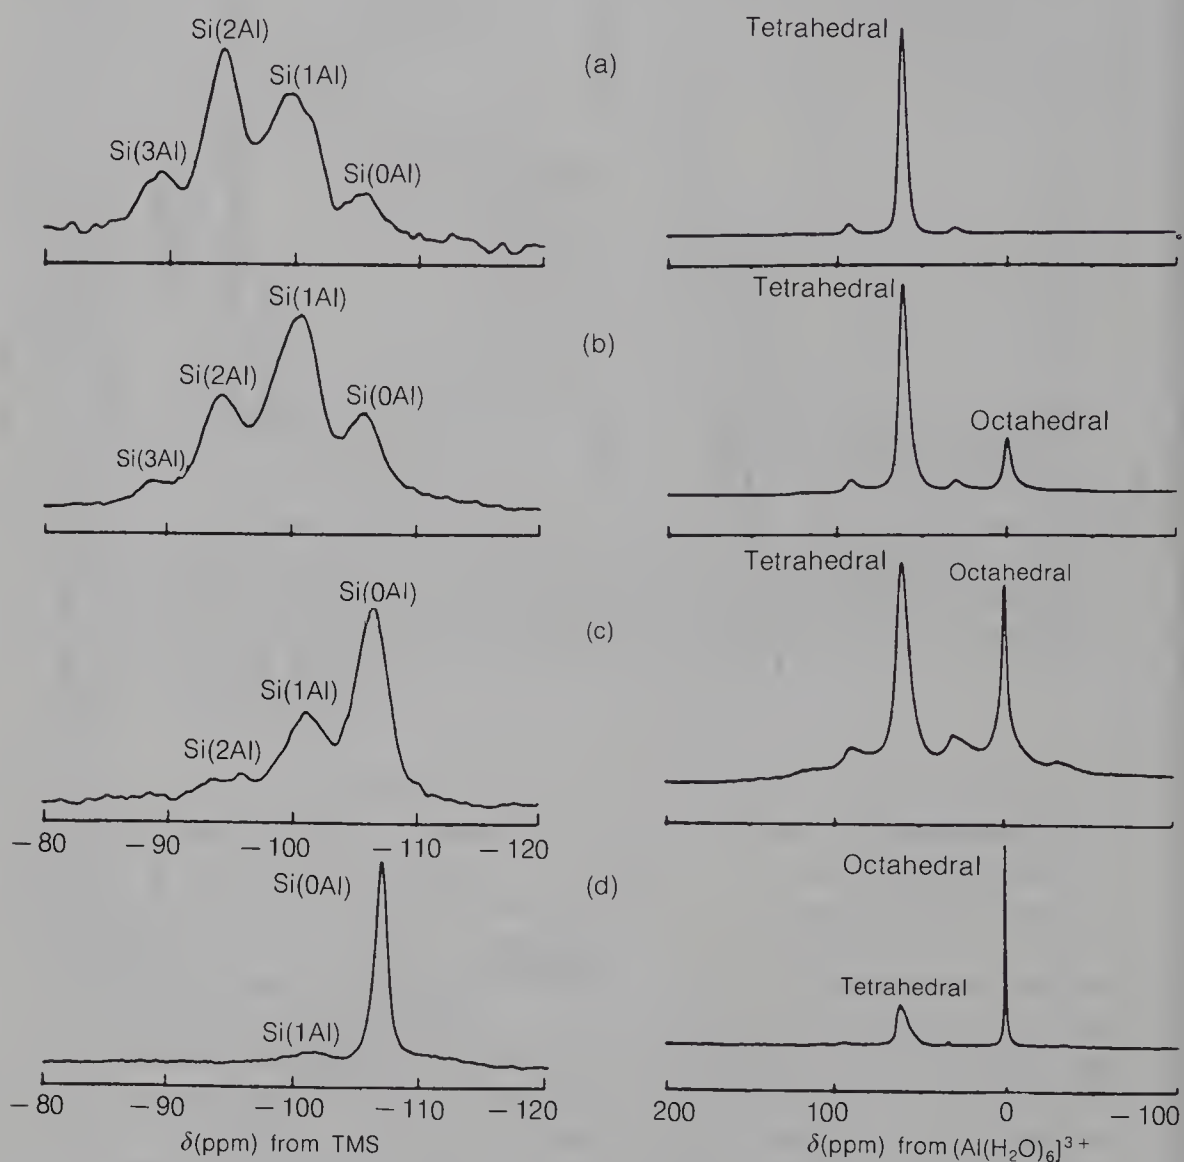 Si(2Al)
Si(1Al)
Si(3Al)
Si(0Al)
(a)
Tetrahedral
Si(1Al)
Si(2Al)
Si(0Al)
Si(3Al)
(b)
Tetrahedral
Octahedral
Si(0Al)
Si(1Al)
Si(2Al)
(c)
Tetrahedral
Octahedral
−80 −90 −100 −110 −120
Si(0Al)
Si(1Al)
(d)
Octahedral
Tetrahedral
−80 −90 −100 −110 −120
δ(ppm) from TMS
200 100 0 −100
δ(ppm) from (Al(H₂O)₆]³⁺